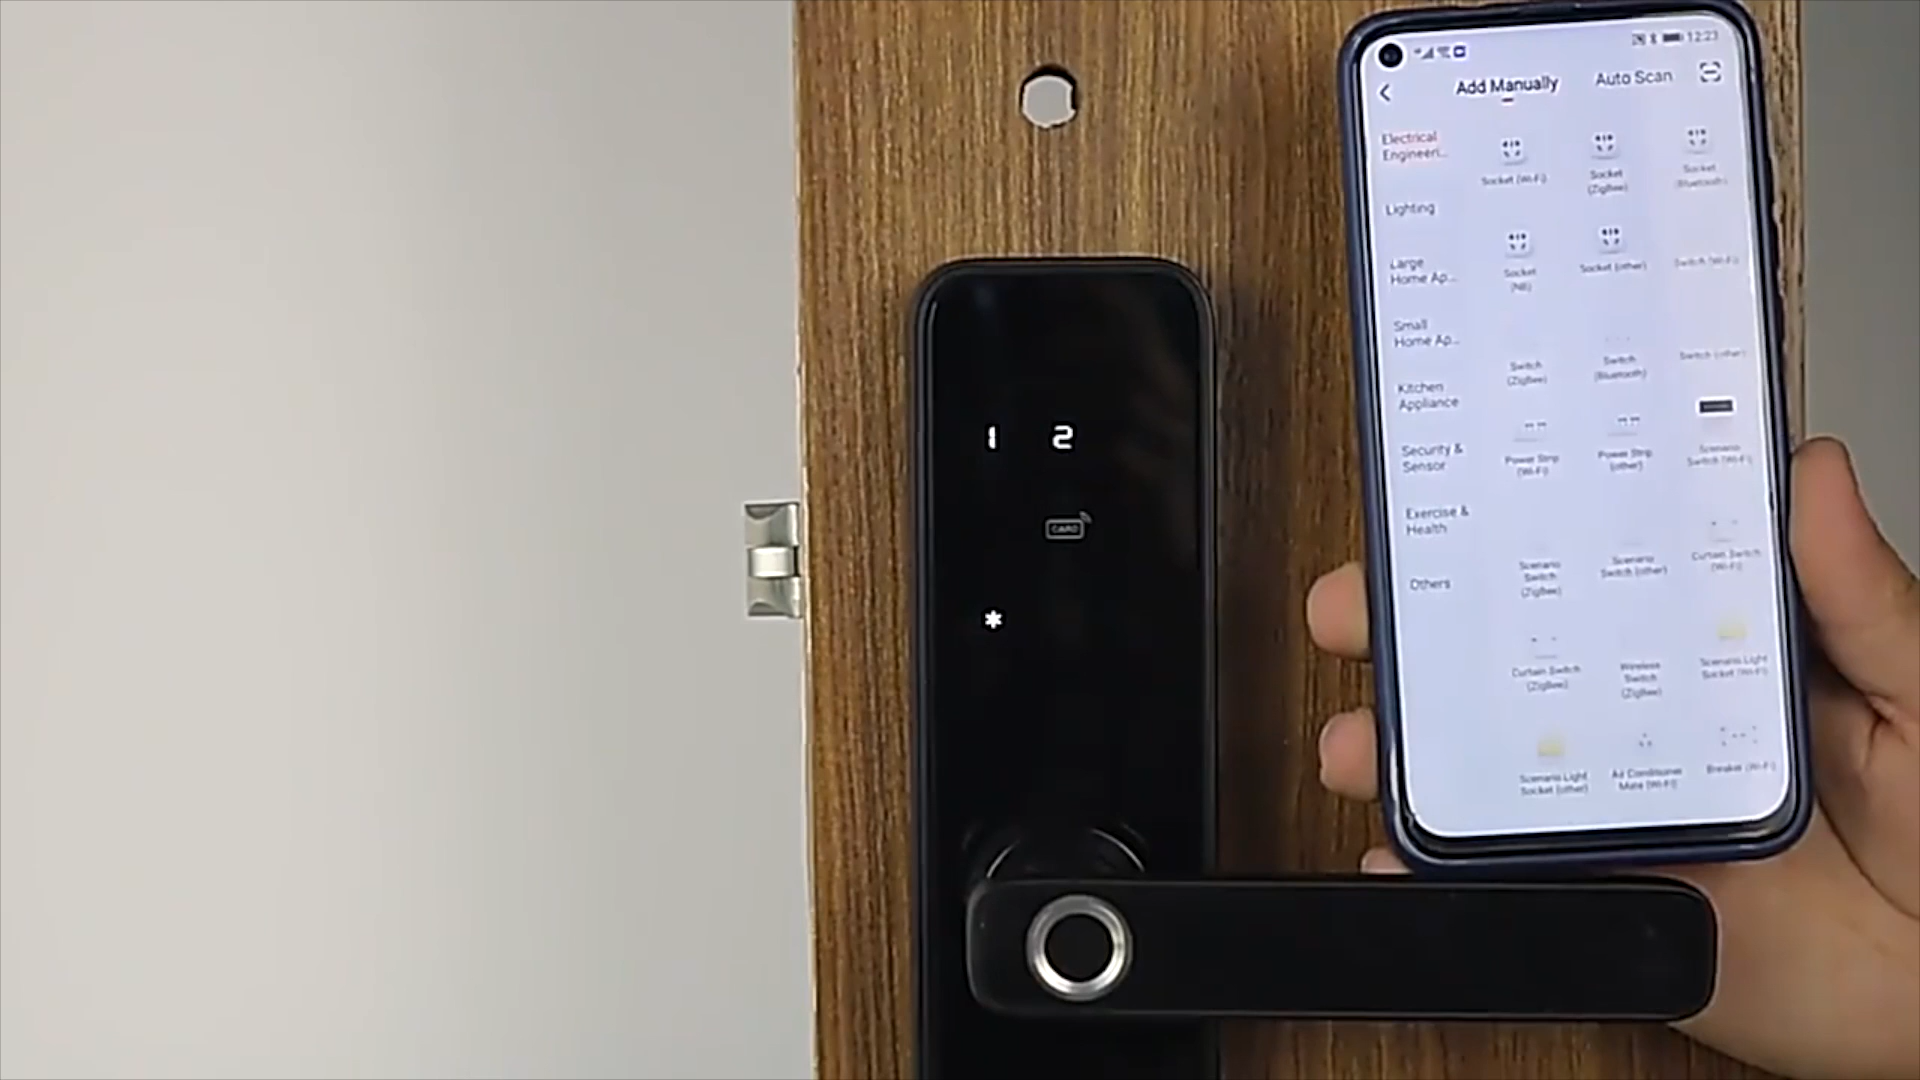 12:23
Add Manually
Auto Scan
Electrical
Engineeri...
Lighting
Large
Home Ap...
Small
Home Ap...
Kitchen
Appliance
Security &
Sensor
Exercise &
Health
Others
Socket (Wi-Fi)
Socket
(ZigBee)
Socket
(Bluetooth)
Socket
(NB)
Socket (other)
Switch (Wi-Fi)
Switch
(ZigBee)
Switch
(Bluetooth)
Switch (other)
Power Strip
(Wi-Fi)
Power Strip
(other)
Scenario
Switch (Wi-Fi)
Scenario
Switch
(ZigBee)
Scenario
Switch (other)
Curtain Switch
(Wi-Fi)
Curtain Switch
(ZigBee)
Wireless
Switch
(ZigBee)
Scenario Light
Socket (Wi-Fi)
Scenario Light
Socket (other)
Air Conditioner
Mate (Wi-Fi)
Breaker (Wi-Fi)
1 2
CARD
*